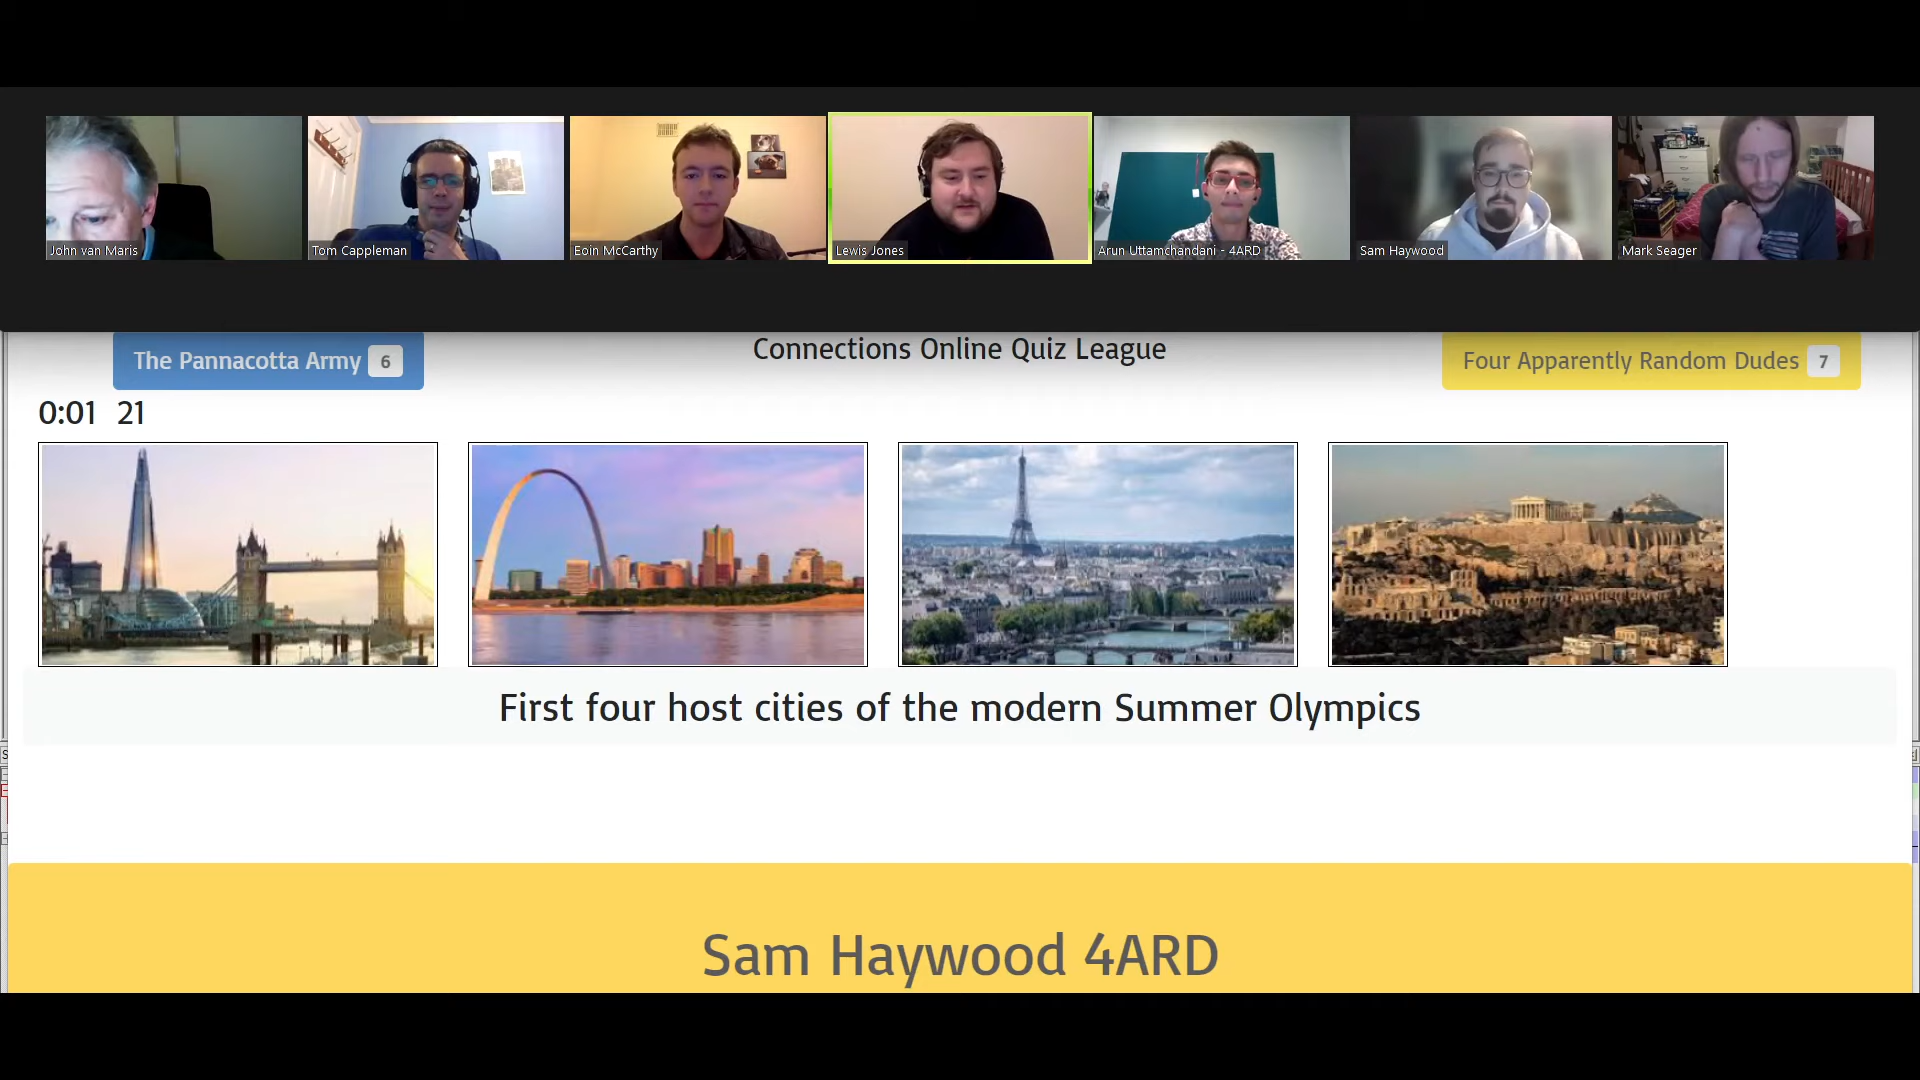 John van Maris
Tom Cappleman
Eoin McCarthy
Lewis Jones
Arun Uttamchandani - 4ARD
Sam Haywood
Mark Seager
The Pannacotta Army 6
Connections Online Quiz League
Four Apparently Random Dudes 7
0:01 21
First four host cities of the modern Summer Olympics
Sam Haywood 4ARD